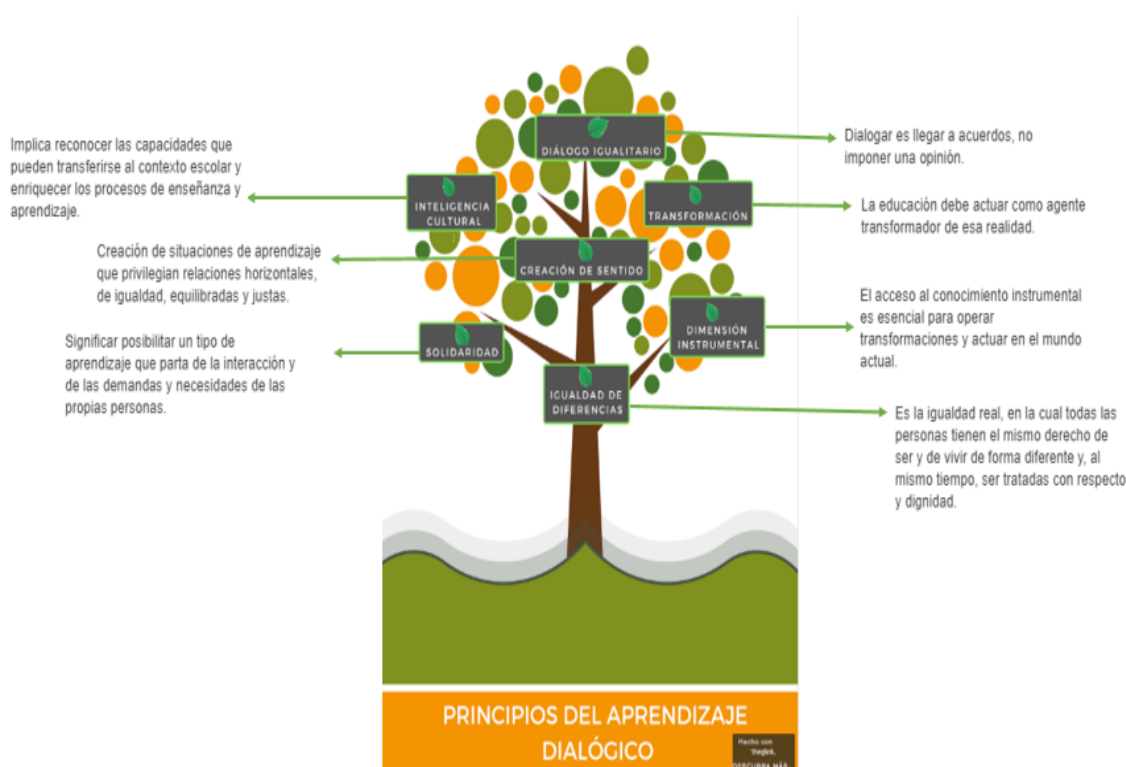 DIÁLOGO IGUALITARIO
Dialogar es llegar a acuerdos, no
imponer una opinión.
Implica reconocer las capacidades que
pueden transferirse al contexto escolar y
enriquecer los procesos de enseñanza y
aprendizaje.
INTELIGENCIA
CULTURAL
TRANSFORMACIÓN
La educación debe actuar como agente
transformador de esa realidad.
Creación de situaciones de aprendizaje
que privilegian relaciones horizontales,
de igualdad, equilibradas y justas.
CREACIÓN DE SENTIDO
El acceso al conocimiento instrumental
es esencial para operar
transformaciones y actuar en el mundo
actual.
DIMENSIÓN
INSTRUMENTAL
Significar posibilitar un tipo de
aprendizaje que parta de la interacción y
de las demandas y necesidades de las
propias personas.
SOLIDARIDAD
IGUALDAD DE
DIFERENCIAS
Es la igualdad real, en la cual todas las
personas tienen el mismo derecho de
ser y de vivir de forma diferente y, al
mismo tiempo, ser tratadas con respecto
y dignidad.
PRINCIPIOS DEL APRENDIZAJE
DIALÓGICO
Hecho con
DESCUBRA MÁS